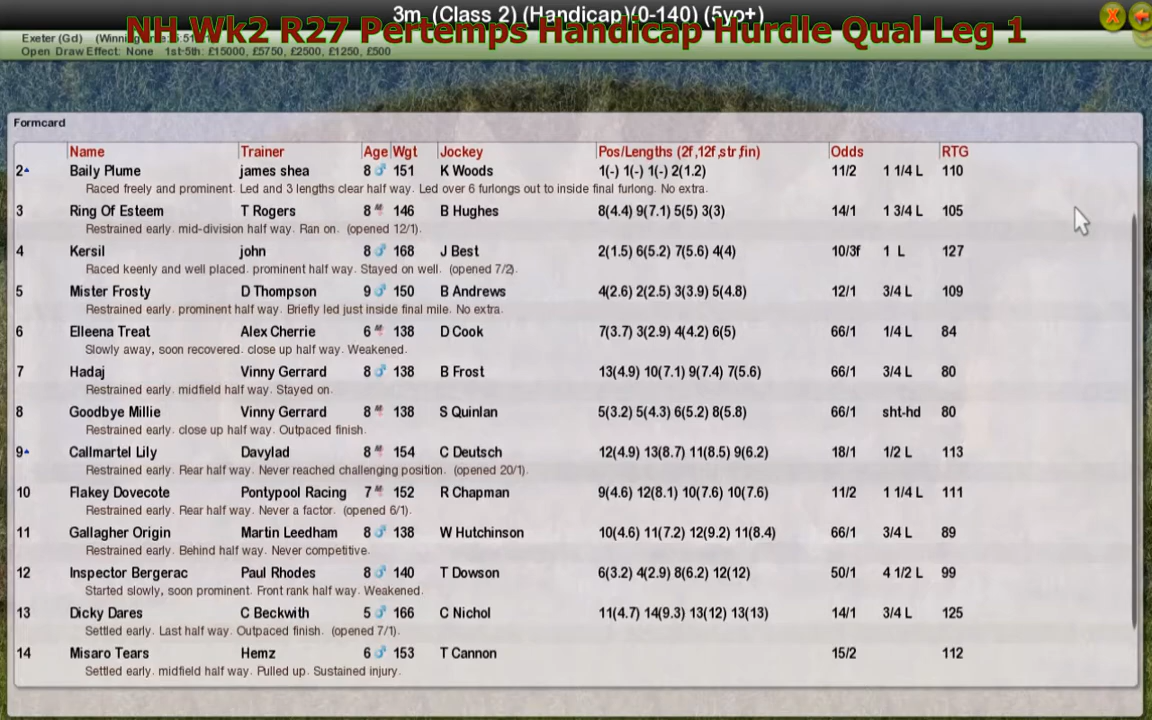 3m (Class 2) (Handicap)(0-140) (5yo+)
NH Wk2 R27 Pertemps Handicap Hurdle Qual Leg 1
Exeter (Gd) (Winning
Open Draw Effect: None 1st-5th: £15000, £5750, £2500, £1250, £500
Formcard
Name Trainer Age Wgt Jockey Pos/Lengths (2f,12f,str,fin) Odds RTG
2 Baily Plume james shea 8 151 K Woods 1(-) 1(-) 1(-) 2(1.2) 11/2 1 1/4 L 110
Raced freely and prominent. Led and 3 lengths clear half way. Led over 6 furlongs out to inside final furlong. No extra.
3 Ring Of Esteem T Rogers 8 146 B Hughes 8(4.4) 9(7.1) 5(5) 3(3) 14/1 1 3/4 L 105
Restrained early. mid-division half way. Ran on. (opened 12/1).
4 Kersil john 8 168 J Best 2(1.5) 6(5.2) 7(5.6) 4(4) 10/3f 1 L 127
Raced keenly and well placed. prominent half way. Stayed on well. (opened 7/2).
5 Mister Frosty D Thompson 9 150 B Andrews 4(2.6) 2(2.5) 3(3.9) 5(4.8) 12/1 3/4 L 109
Restrained early. prominent half way. Briefly led just inside final mile. No extra.
6 Elleena Treat Alex Cherrie 6 138 D Cook 7(3.7) 3(2.9) 4(4.2) 6(5) 66/1 1/4 L 84
Slowly away, soon recovered. close up half way. Weakened.
7 Hadaj Vinny Gerrard 8 138 B Frost 13(4.9) 10(7.1) 9(7.4) 7(5.6) 66/1 3/4 L 80
Restrained early. midfield half way. Stayed on.
8 Goodbye Millie Vinny Gerrard 8 138 S Quinlan 5(3.2) 5(4.3) 6(5.2) 8(5.8) 66/1 sht-hd 80
Restrained early. close up half way. Outpaced finish.
9 Callmartel Lily Davylad 8 154 C Deutsch 12(4.9) 13(8.7) 11(8.5) 9(6.2) 18/1 1/2 L 113
Restrained early. Rear half way. Never reached challenging position. (opened 20/1).
10 Flakey Dovecote Pontypool Racing 7 152 R Chapman 9(4.6) 12(8.1) 10(7.6) 10(7.6) 11/2 1 1/4 L 111
Restrained early. Rear half way. Never a factor. (opened 6/1).
11 Gallagher Origin Martin Leedham 8 138 W Hutchinson 10(4.6) 11(7.2) 12(9.2) 11(8.4) 66/1 3/4 L 89
Restrained early. Behind half way. Never competitive.
12 Inspector Bergerac Paul Rhodes 8 140 T Dowson 6(3.2) 4(2.9) 8(6.2) 12(12) 50/1 4 1/2 L 99
Started slowly, soon prominent. Front rank half way. Weakened.
13 Dicky Dares C Beckwith 5 166 C Nichol 11(4.7) 14(9.3) 13(12) 13(13) 14/1 3/4 L 125
Settled early. Last half way. Outpaced finish. (opened 7/1).
14 Misaro Tears Hemz 6 153 T Cannon 15/2 112
Settled early. midfield half way. Pulled up. Sustained injury.